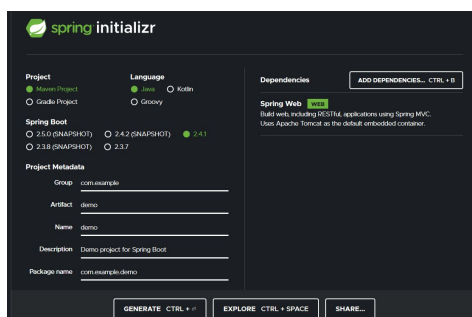 spring initializr
Project
Language
Maven Project
Java
Kotlin
Gradle Project
Groovy
Spring Boot
2.5.0 (SNAPSHOT)
2.4.2 (SNAPSHOT)
2.4.1
2.3.8 (SNAPSHOT)
2.3.7
Project Metadata
Group com.example
Artifact demo
Name demo
Description Demo project for Spring Boot
Package name com.example.demo
Dependencies
ADD DEPENDENCIES... CTRL + B
Spring Web WEB
Build web, including RESTful, applications using Spring MVC.
Uses Apache Tomcat as the default embedded container.
GENERATE CTRL + ⏎
EXPLORE CTRL + SPACE
SHARE...